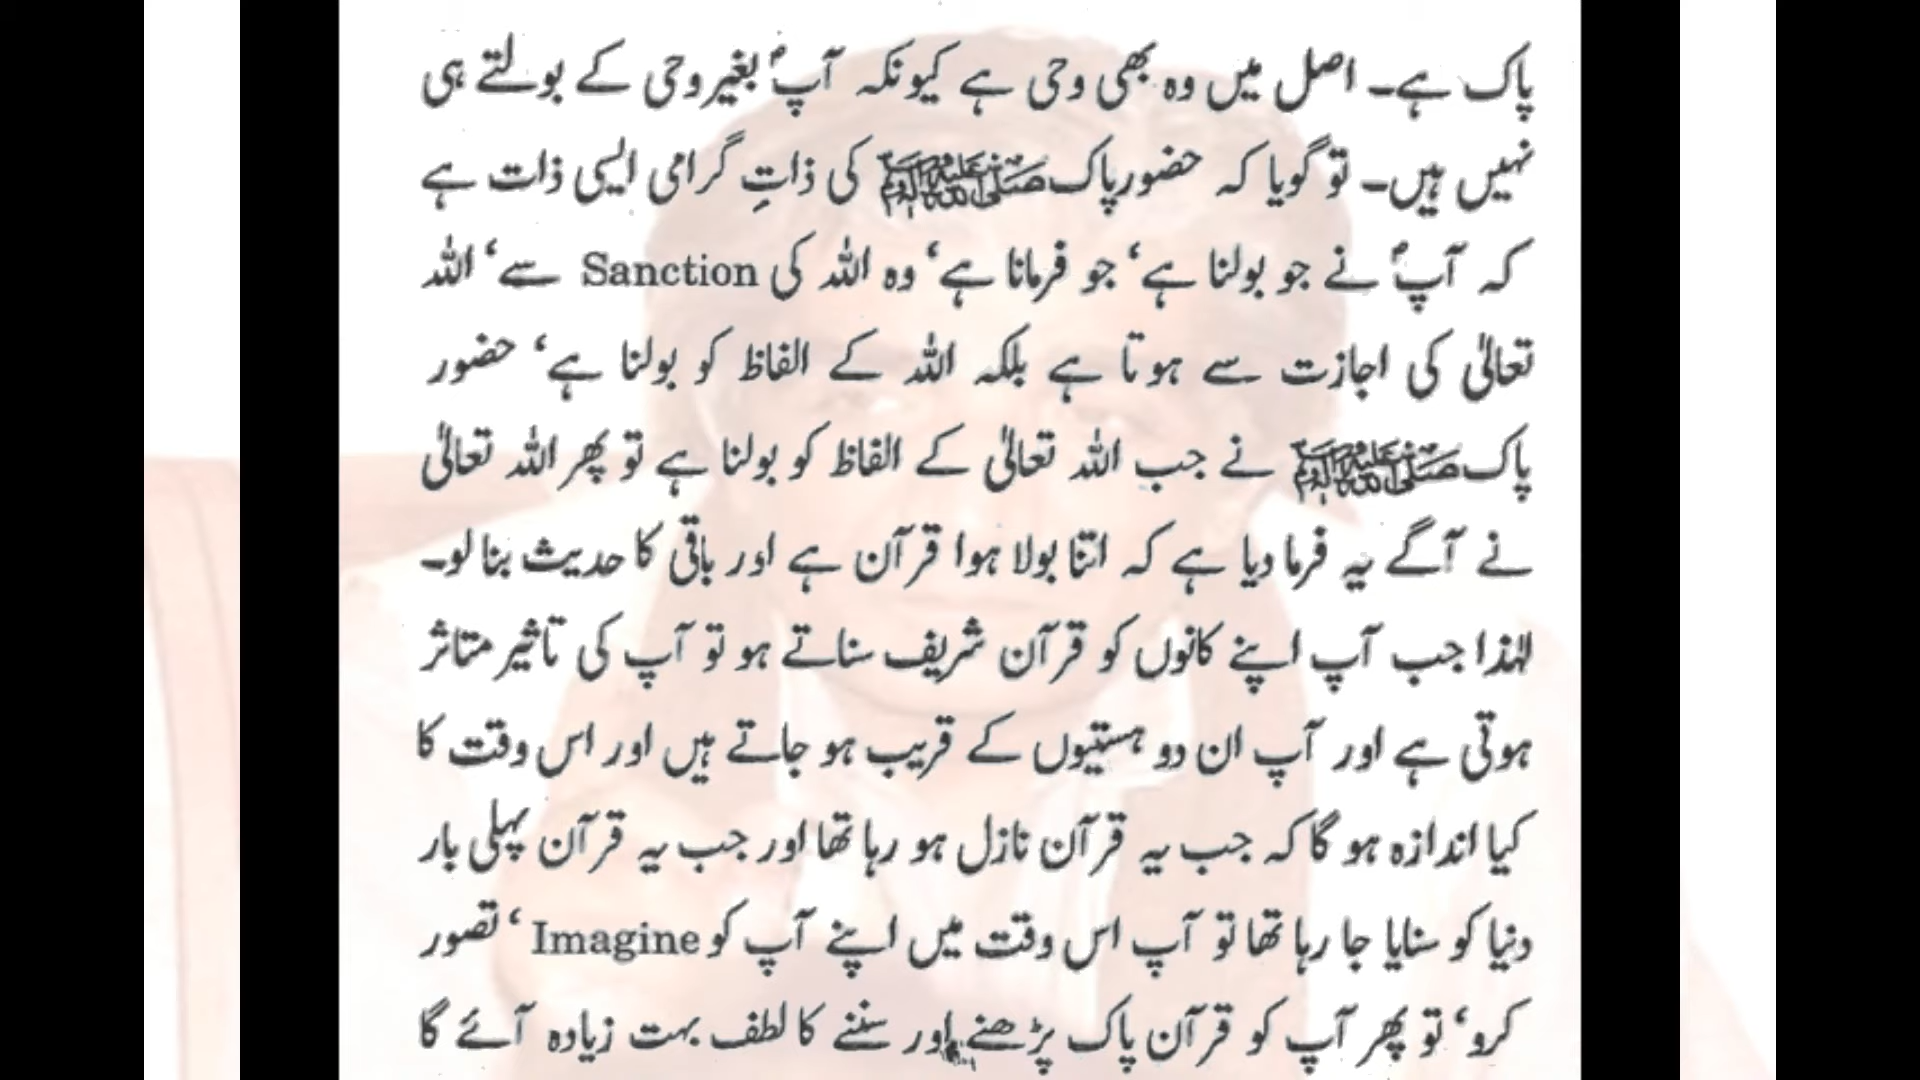 پاک ہے۔ اصل میں وہ بھی وحی ہے کیونکہ آپؐ بغیر وحی کے بولتے ہی
نہیں ہیں۔ تو گویا کہ حضور پاک ﷺ کی ذاتِ گرامی ایسی ذات ہے
کہ آپؐ نے جو بولنا ہے‘ جو فرمانا ہے‘ وہ اللہ کی Sanction سے‘ اللہ
تعالیٰ کی اجازت سے ہوتا ہے بلکہ اللہ کے الفاظ کو بولنا ہے‘ حضور
پاک ﷺ نے جب اللہ تعالیٰ کے الفاظ کو بولنا ہے تو پھر اللہ تعالیٰ
نے آگے یہ فرما دیا ہے کہ اتنا بولا ہوا قرآن ہے اور باقی کا حدیث بنا لو۔
لہٰذا جب آپ اپنے کانوں کو قرآن شریف سناتے ہو تو آپ کی تاثیر متاثر
ہوتی ہے اور آپ ان دو ہستیوں کے قریب ہو جاتے ہیں اور اس وقت کا
کیا اندازہ ہو گا کہ جب یہ قرآن نازل ہو رہا تھا اور جب یہ قرآن پہلی بار
دنیا کو سنایا جا رہا تھا تو آپ اس وقت میں اپنے آپ کو Imagine ‘ تصور
کرو‘ تو پھر آپ کو قرآن پاک پڑھنے اور سننے کا لطف بہت زیادہ آئے گا